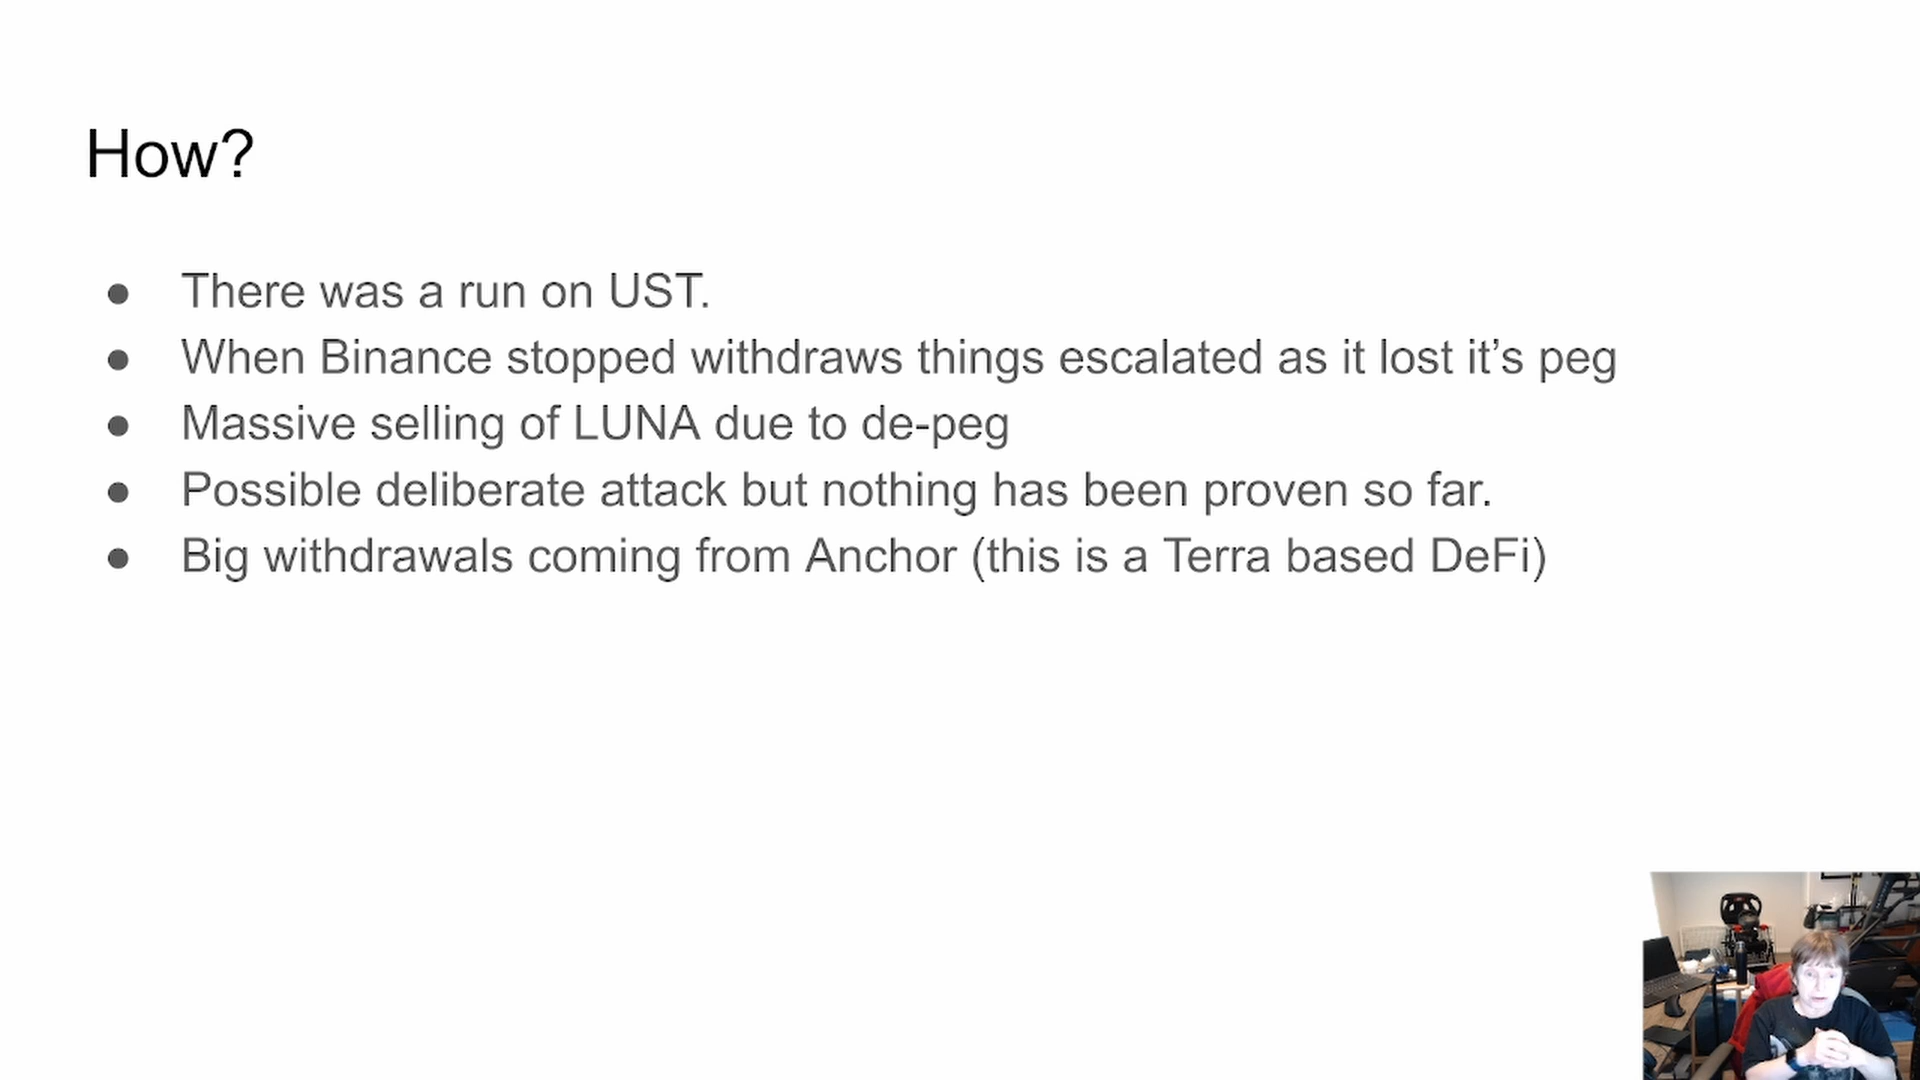 How?
● There was a run on UST.
● When Binance stopped withdraws things escalated as it lost it’s peg
● Massive selling of LUNA due to de-peg
● Possible deliberate attack but nothing has been proven so far.
● Big withdrawals coming from Anchor (this is a Terra based DeFi)